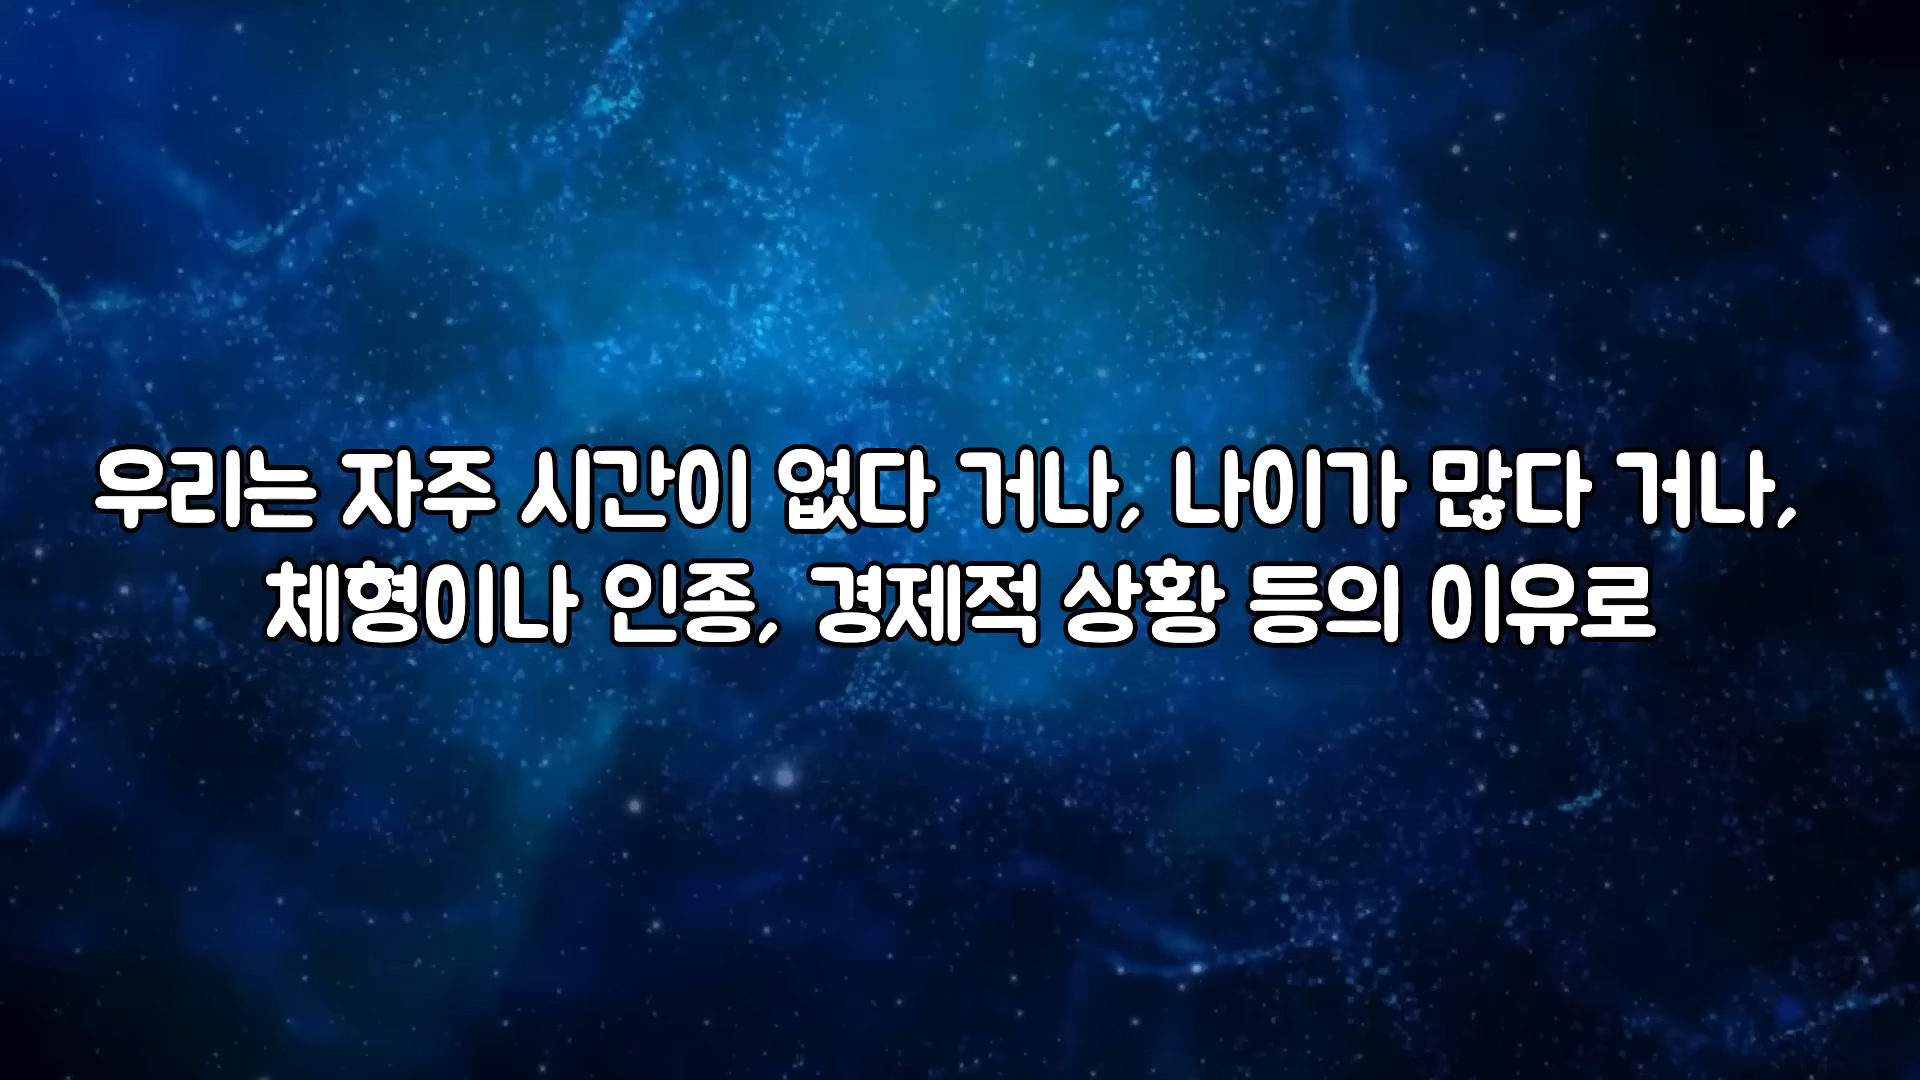 우리는 자주 시간이 없다 거나, 나이가 많다 거나,
체형이나 인종, 경제적 상황 등의 이유로